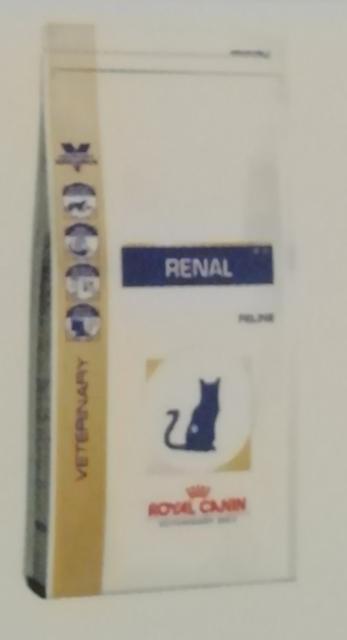 RENAL
FELINE
VETERINARY
ROYAL CANIN
VETERINARY DIET